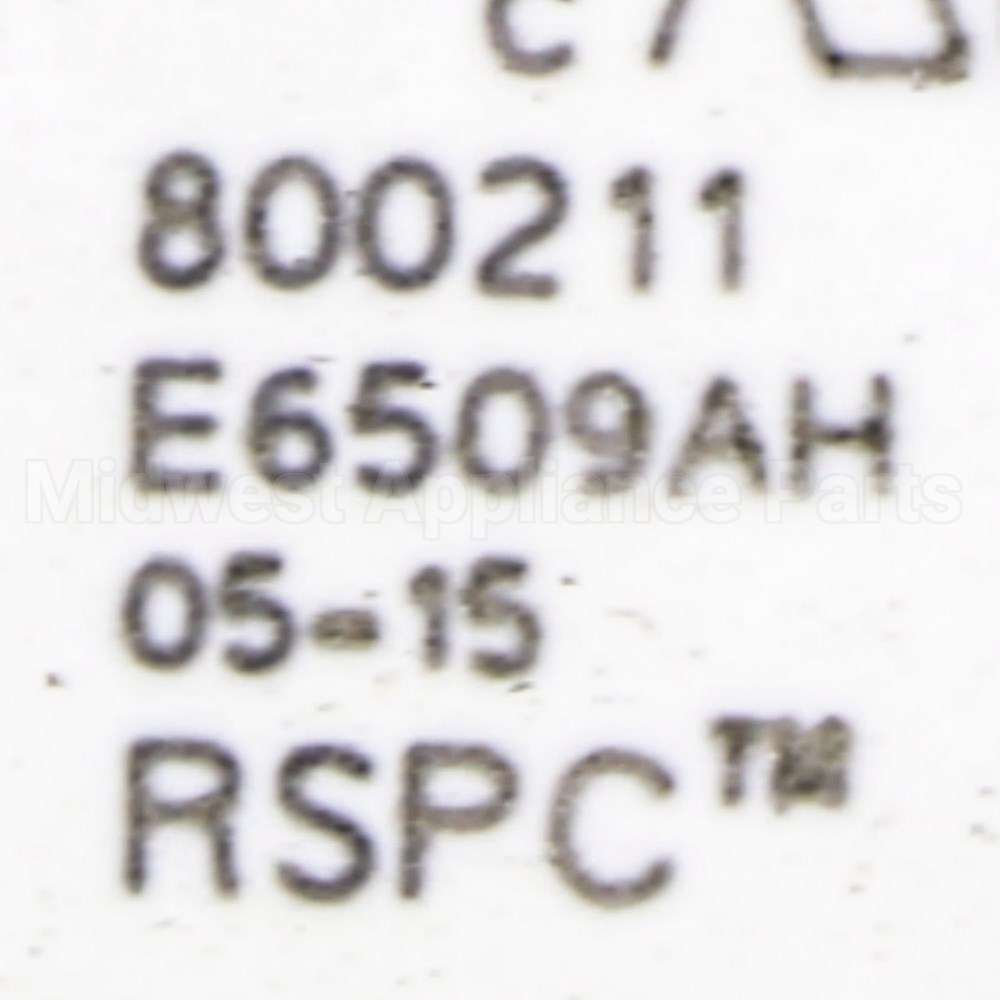 800211
E6509AH
Midwest Appliance Parts
05-15
RSPC™